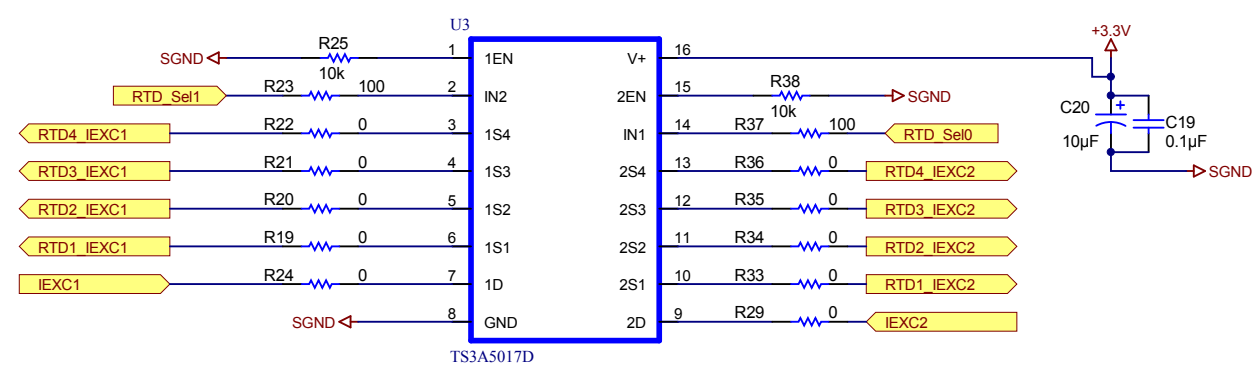 U3
+3.3V
SGND R25 10k 1 1EN V+ 16
RTD_Sel1 R23 100 2 IN2 2EN 15 R38 10k SGND
RTD4_IEXC1 R22 0 3 1S4 IN1 14 R37 100 RTD_Sel0
RTD3_IEXC1 R21 0 4 1S3 2S4 13 R36 0 RTD4_IEXC2
RTD2_IEXC1 R20 0 5 1S2 2S3 12 R35 0 RTD3_IEXC2
RTD1_IEXC1 R19 0 6 1S1 2S2 11 R34 0 RTD2_IEXC2
IEXC1 R24 0 7 1D 2S1 10 R33 0 RTD1_IEXC2
SGND 8 GND 2D 9 R29 0 IEXC2
TS3A5017D
C20 + 10µF
C19 0.1µF
SGND